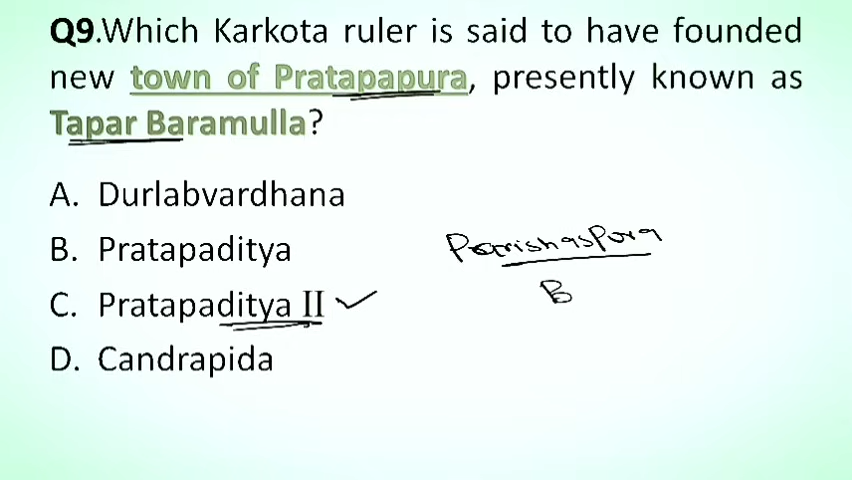 Q9.Which Karkota ruler is said to have founded
new town of Pratapapura, presently known as
Tapar Baramulla?
A. Durlabvardhana
B. Pratapaditya
C. Pratapaditya II ✓
D. Candrapida
Parishaspura
B